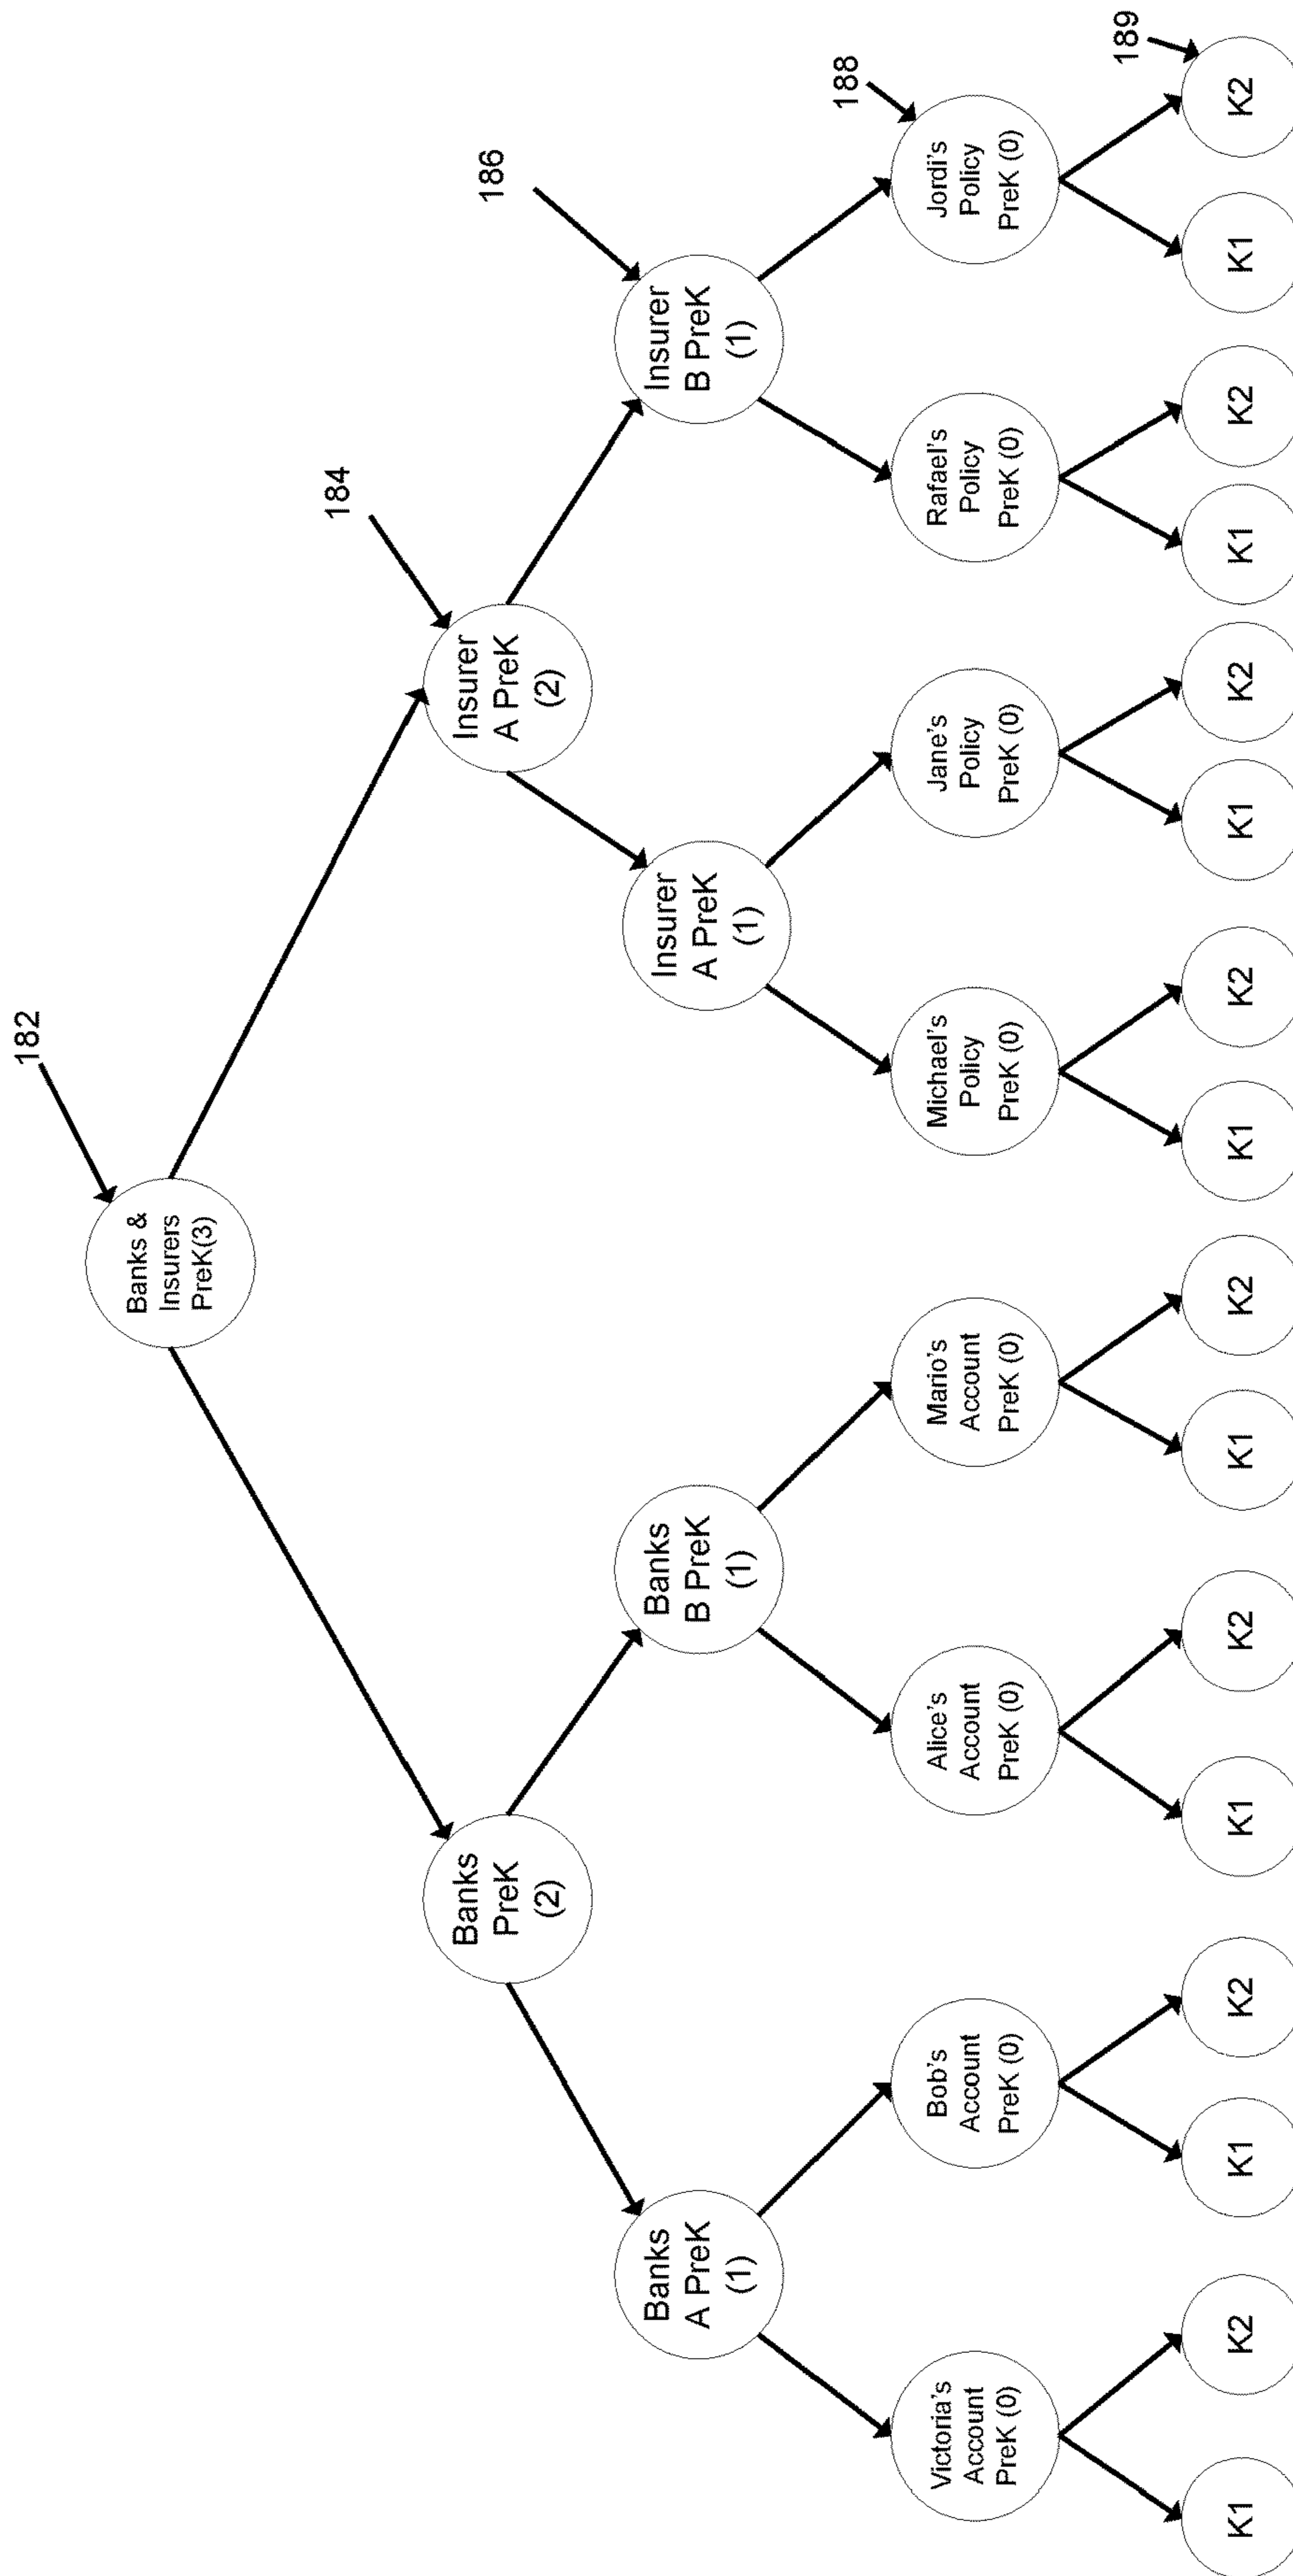 182
Banks &
Insurers
PreK(3)
184
Banks
PreK
(2)
Insurer
A PreK
(2)
186
Banks
A PreK
(1)
Banks
B PreK
(1)
Insurer
A PreK
(1)
Insurer
B PreK
(1)
188
Victoria's
Account
PreK (0)
Bob's
Account
PreK (0)
Alice's
Account
PreK (0)
Mario's
Account
PreK (0)
Michael's
Policy
PreK (0)
Jane's
Policy
PreK (0)
Rafael's
Policy
PreK (0)
Jordi's
Policy
PreK (0)
189
K1
K2
K1
K2
K1
K2
K1
K2
K1
K2
K1
K2
K1
K2
K1
K2